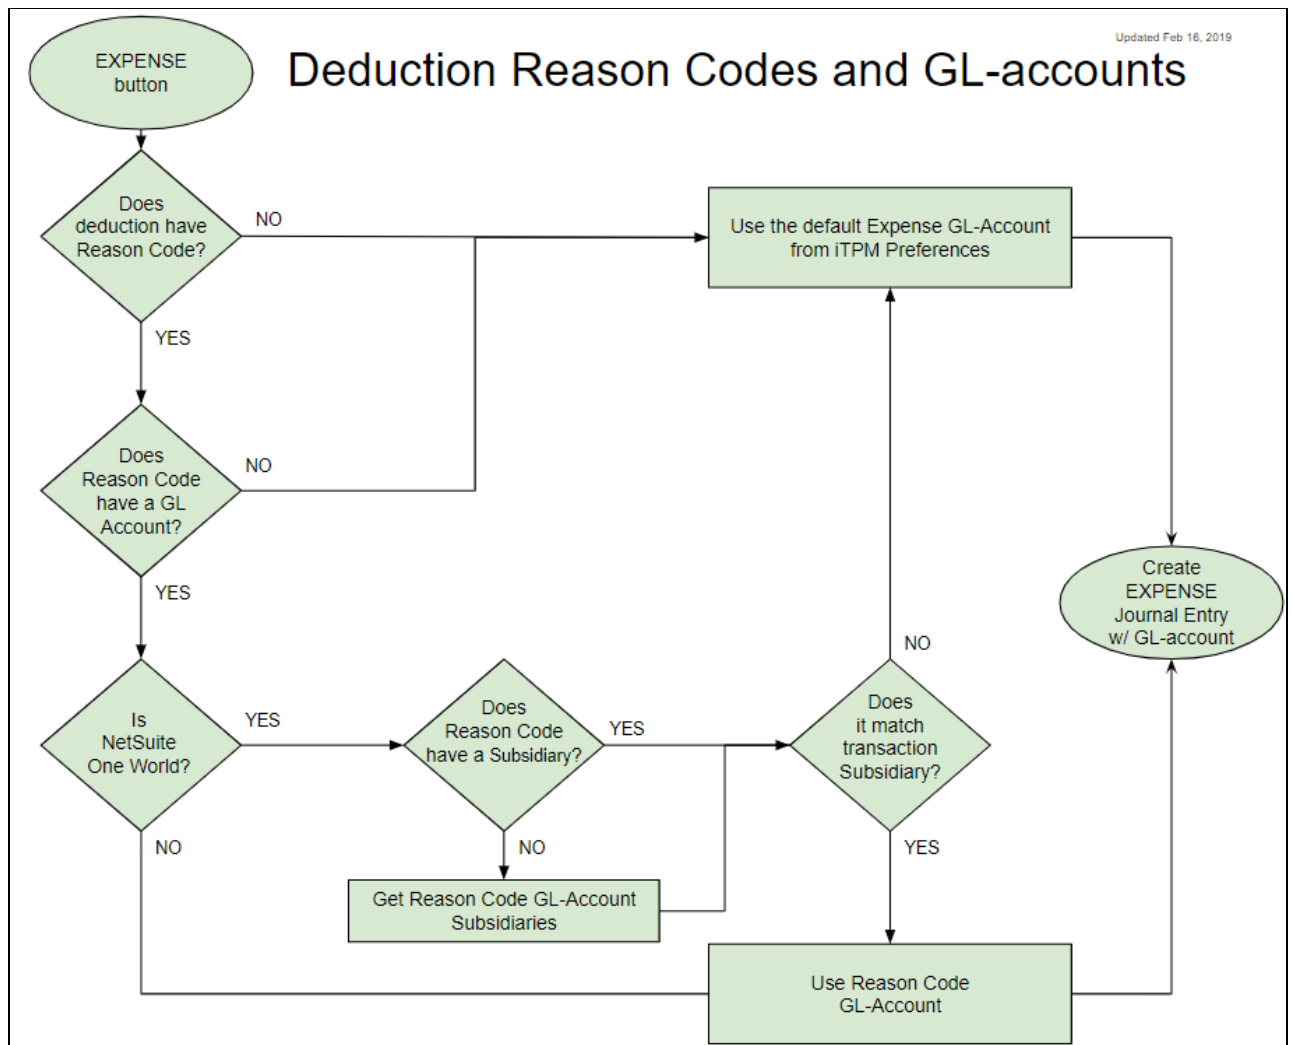 Updated Feb 16, 2019
Deduction Reason Codes and GL-accounts
EXPENSE
button
Does
deduction have
Reason Code?
NO
YES
Use the default Expense GL-Account
from iTPM Preferences
Does
Reason Code
have a GL
Account?
NO
YES
Is
NetSuite
One World?
YES
NO
Does
Reason Code
have a Subsidiary?
YES
NO
Get Reason Code GL-Account
Subsidiaries
Does
it match
transaction
Subsidiary?
NO
YES
Use Reason Code
GL-Account
Create
EXPENSE
Journal Entry
w/ GL-account